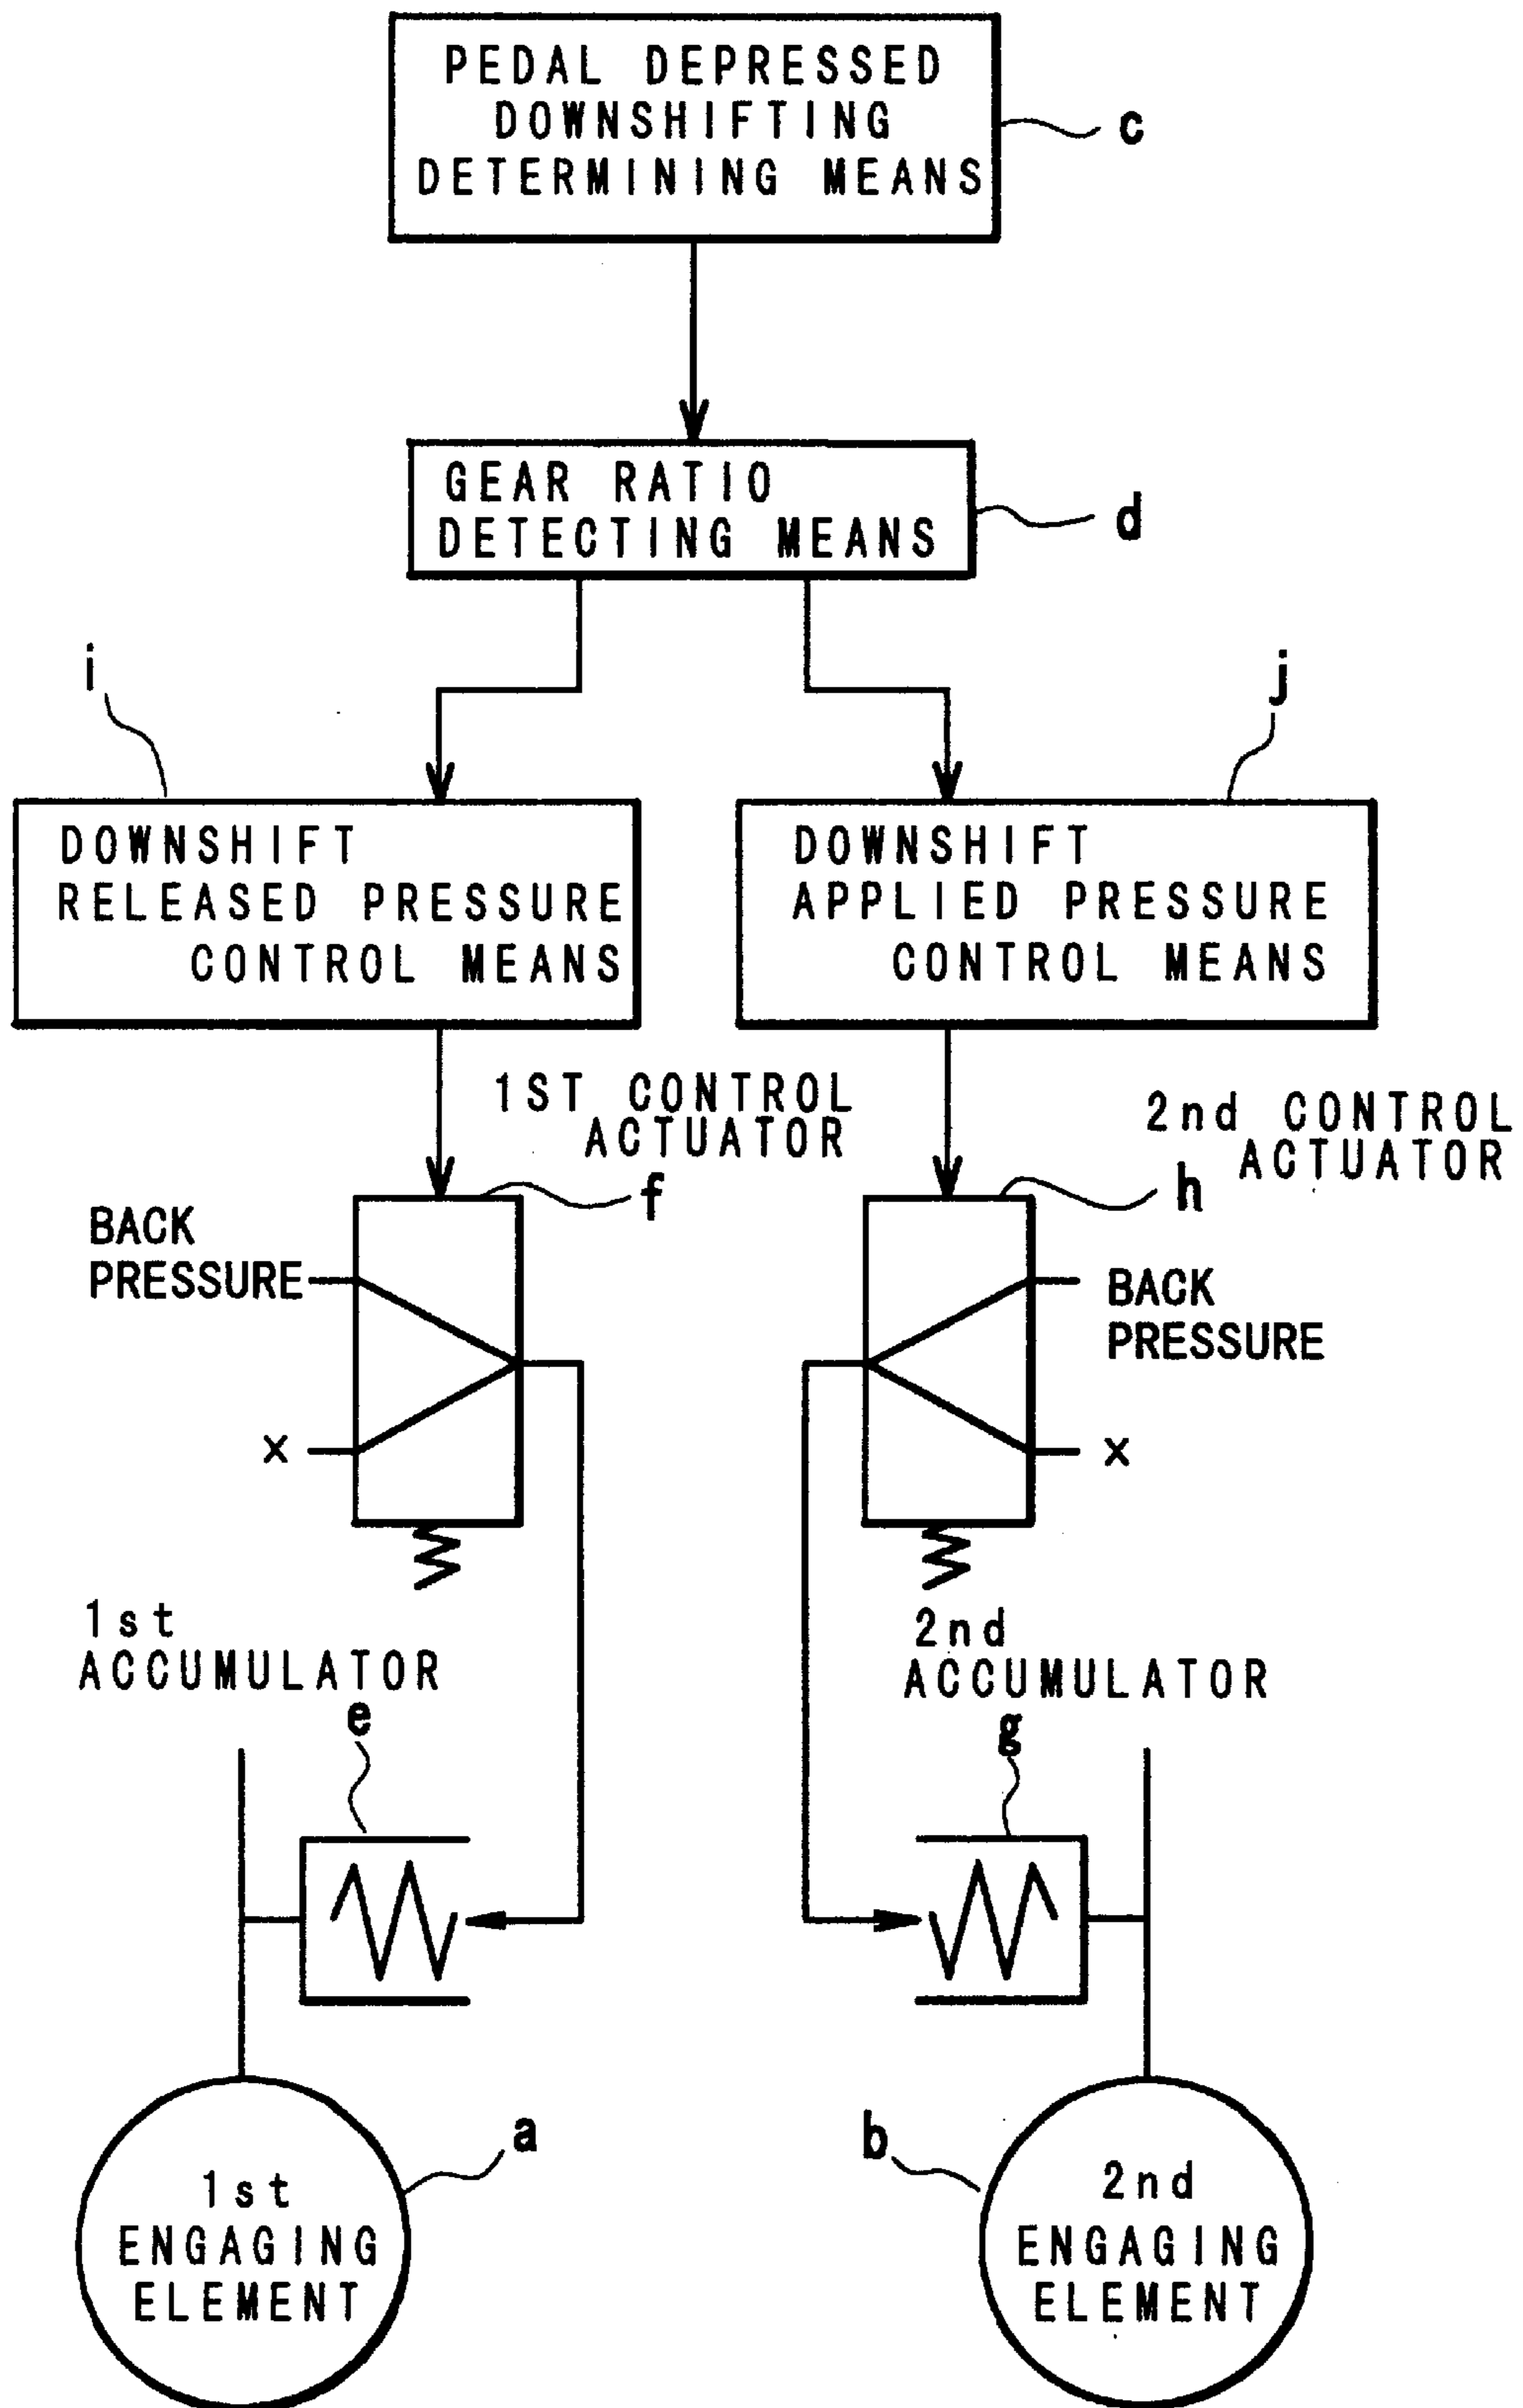 PEDAL DEPRESSED
DOWNSHIFTING
DETERMINING MEANS
c
GEAR RATIO
DETECTING MEANS
d
i
j
DOWNSHIFT
RELEASED PRESSURE
CONTROL MEANS
DOWNSHIFT
APPLIED PRESSURE
CONTROL MEANS
1ST CONTROL
ACTUATOR
f
2nd CONTROL
ACTUATOR
h
BACK
PRESSURE
x
BACK
PRESSURE
x
1st
ACCUMULATOR
e
2nd
ACCUMULATOR
g
a
1st
ENGAGING
ELEMENT
b
2nd
ENGAGING
ELEMENT